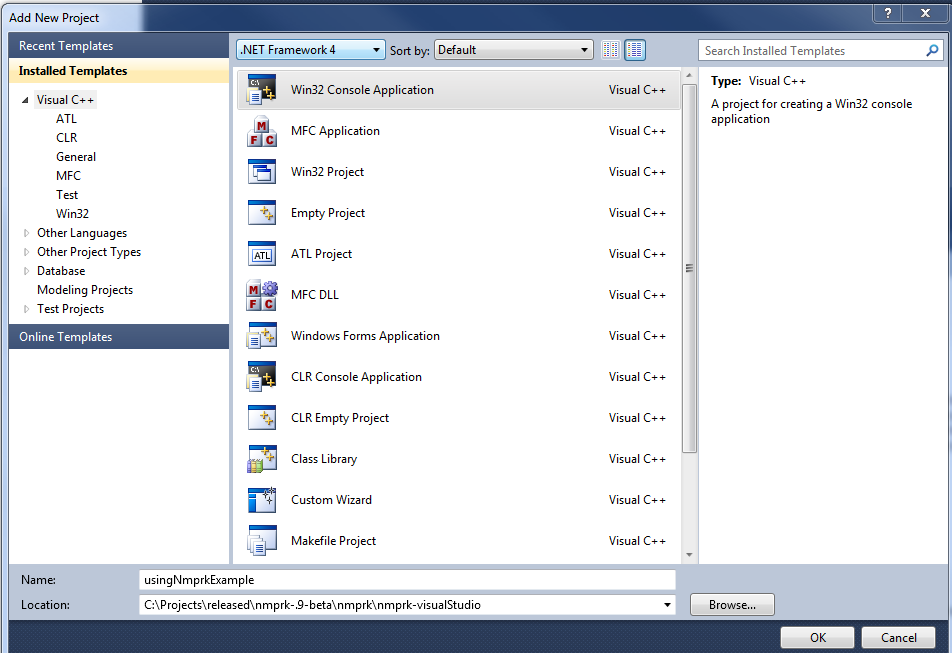 Add New Project
? X
Recent Templates
.NET Framework 4 Sort by: Default Search Installed Templates
Installed Templates
Visual C++
ATL
CLR
General
MFC
Test
Win32
Other Languages
Other Project Types
Database
Modeling Projects
Test Projects
Online Templates
C:\ Win32 Console Application Visual C++
M F C MFC Application Visual C++
Win32 Project Visual C++
Empty Project Visual C++
ATL ATL Project Visual C++
M F C MFC DLL Visual C++
Windows Forms Application Visual C++
C:\ CLR Console Application Visual C++
CLR Empty Project Visual C++
Class Library Visual C++
Custom Wizard Visual C++
Makefile Project Visual C++
Type: Visual C++
A project for creating a Win32 console
application
Name: usingNmprkExample
Location: C:\Projects\released\nmprk-.9-beta\nmprk\nmprk-visualStudio Browse...
OK Cancel